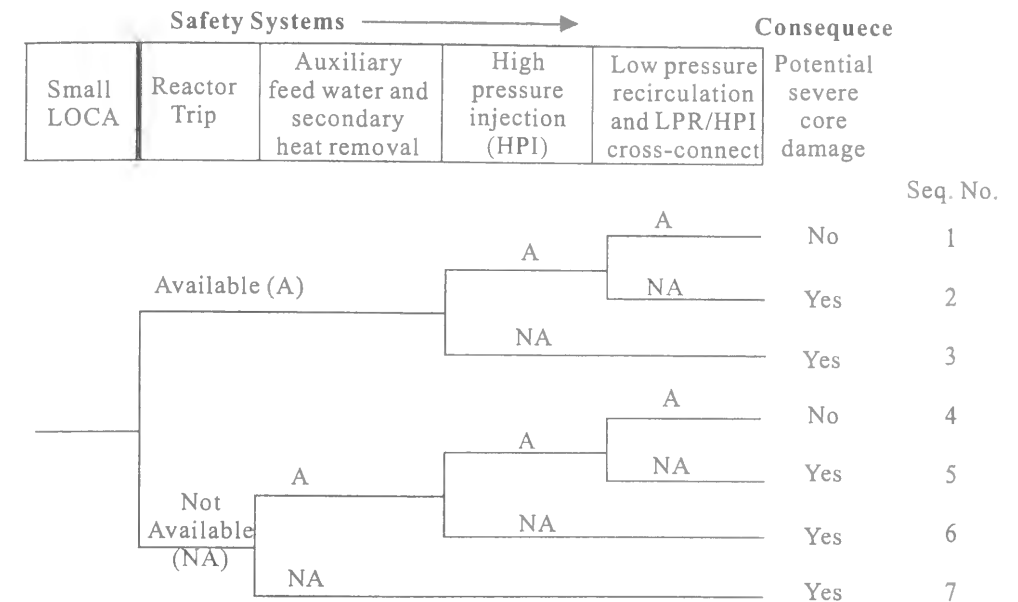 Safety Systems
Consequece
Small
LOCA
Reactor
Trip
Auxiliary
feed water and
secondary
heat removal
High
pressure
injection
(HPI)
Low pressure
recirculation
and LPR/HPI
cross-connect
Potential
severe
core
damage
Seq. No.
A
No
1
A
Available (A)
NA
Yes
2
NA
Yes
3
A
No
4
A
NA
Yes
5
A
Not
Available
(NA)
NA
Yes
6
NA
Yes
7